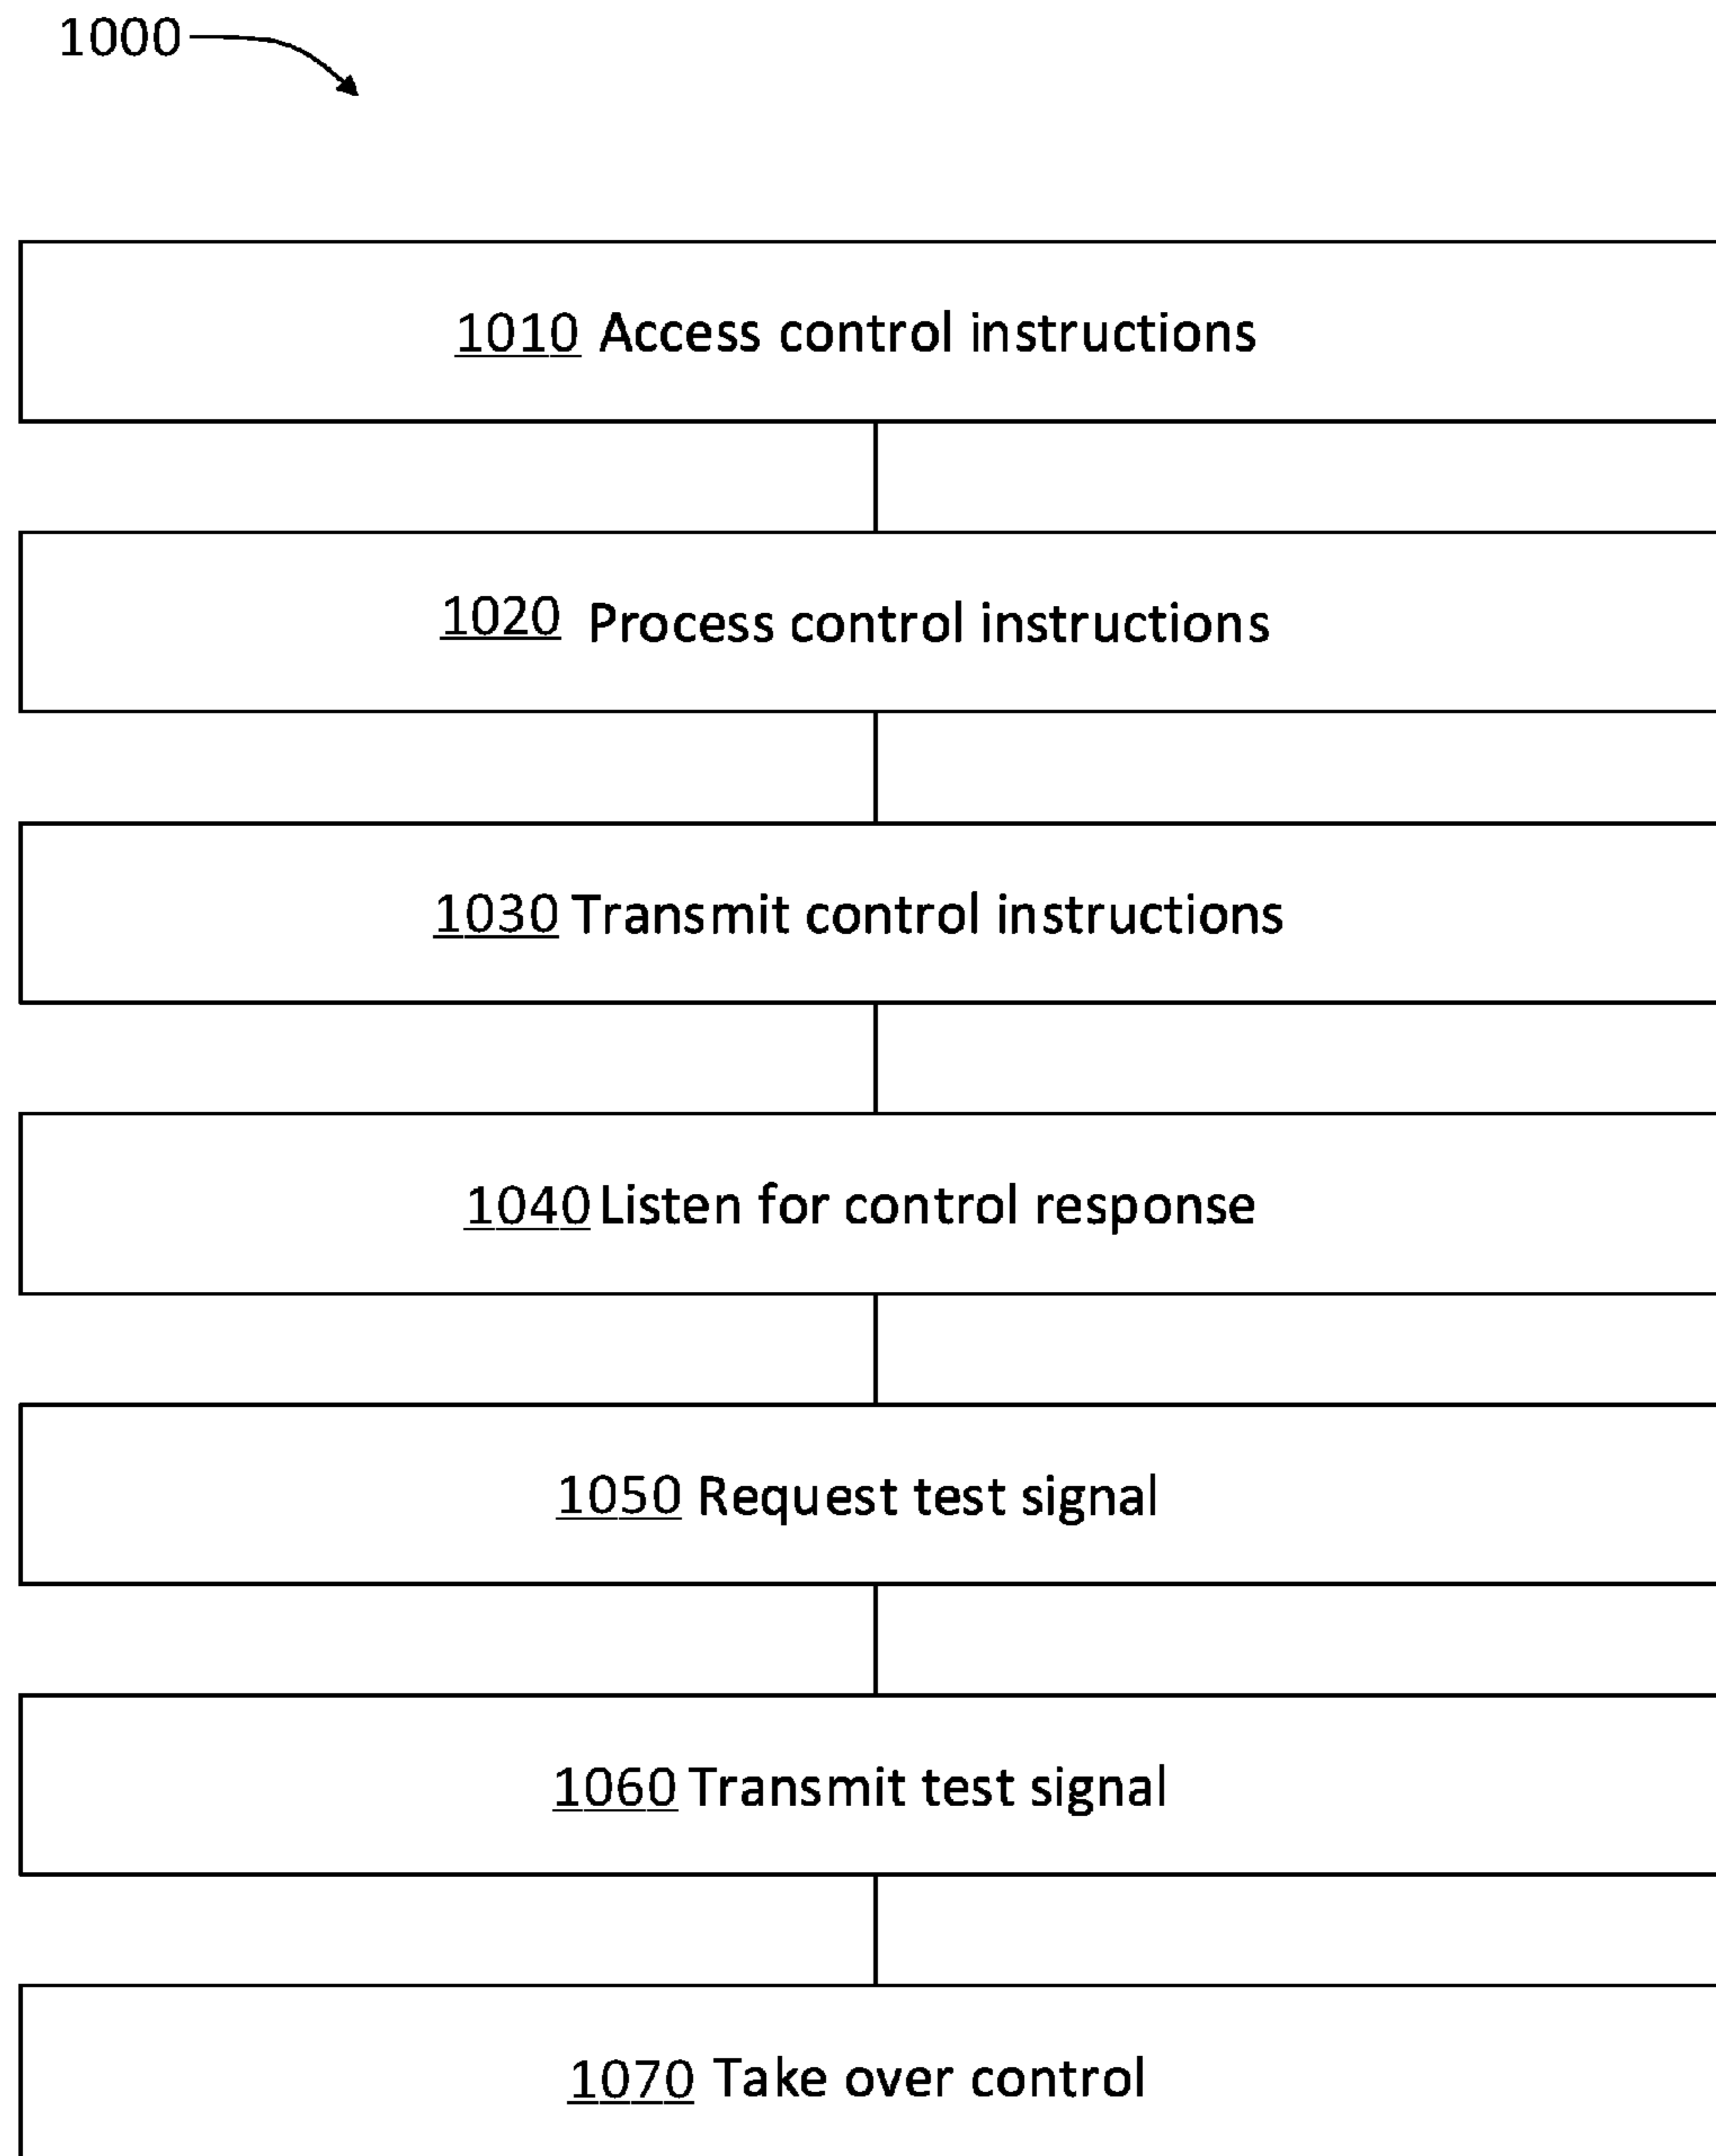 1000
1010 Access control instructions
1020 Process control instructions
1030 Transmit control instructions
1040 Listen for control response
1050 Request test signal
1060 Transmit test signal
1070 Take over control